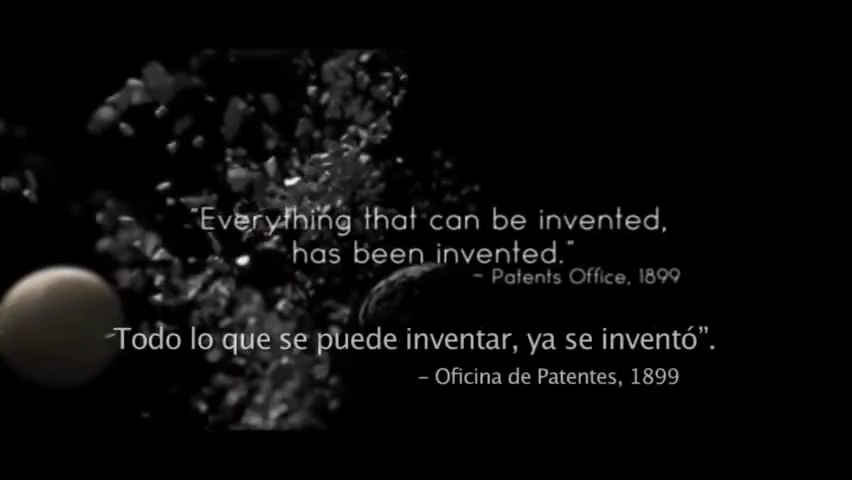 "Everything that can be invented,
has been invented."
– Patents Office, 1899
Todo lo que se puede inventar, ya se inventó”.
– Oficina de Patentes, 1899